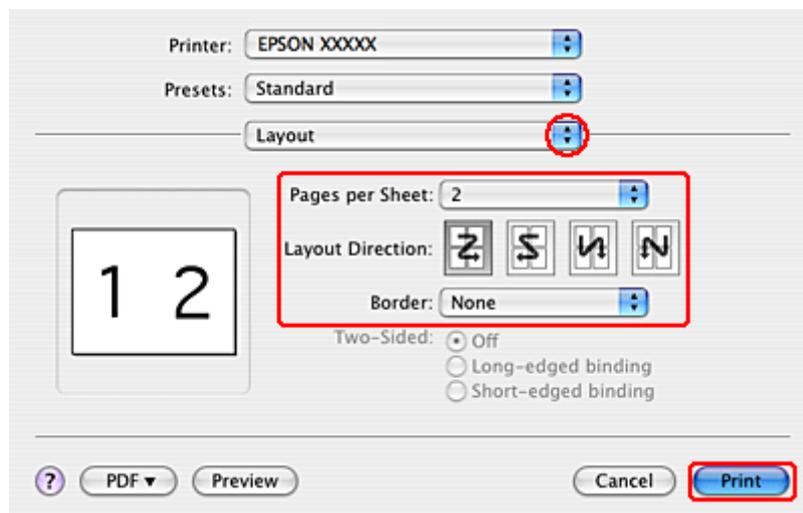 Printer: EPSON XXXXX
Presets: Standard
Layout
Pages per Sheet: 2
Layout Direction:
Border: None
Two-Sided: Off
Long-edged binding
Short-edged binding
1 2
? PDF▼ Preview Cancel Print